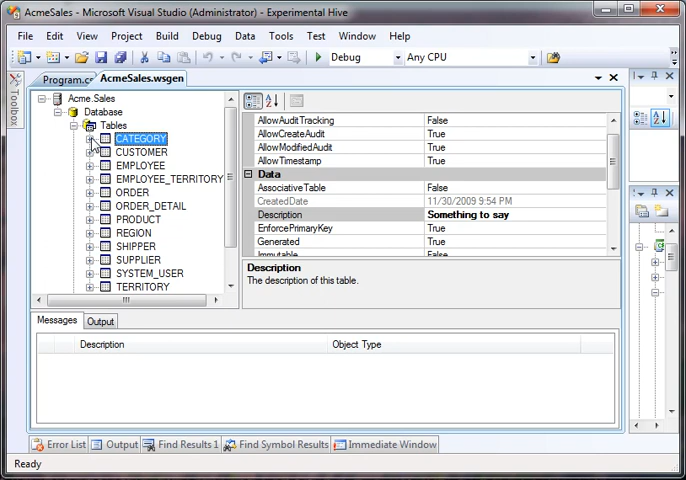 AcmeSales - Microsoft Visual Studio (Administrator) - Experimental Hive
File Edit View Project Build Debug Data Tools Test Window Help
Debug Any CPU
Toolbox
Program.cs AcmeSales.wsgen
Acme.Sales
Database
Tables
CATEGORY
CUSTOMER
EMPLOYEE
EMPLOYEE_TERRITORY
ORDER
ORDER_DETAIL
PRODUCT
REGION
SHIPPER
SUPPLIER
SYSTEM_USER
TERRITORY
AllowAuditTracking False
AllowCreateAudit True
AllowModifiedAudit True
AllowTimestamp True
Data
AssociativeTable False
CreatedDate 11/30/2009 9:54 PM
Description Something to say
EnforcePrimaryKey True
Generated True
Immutable False
Description
The description of this table.
Messages Output
Description Object Type
Error List Output Find Results 1 Find Symbol Results Immediate Window
Ready